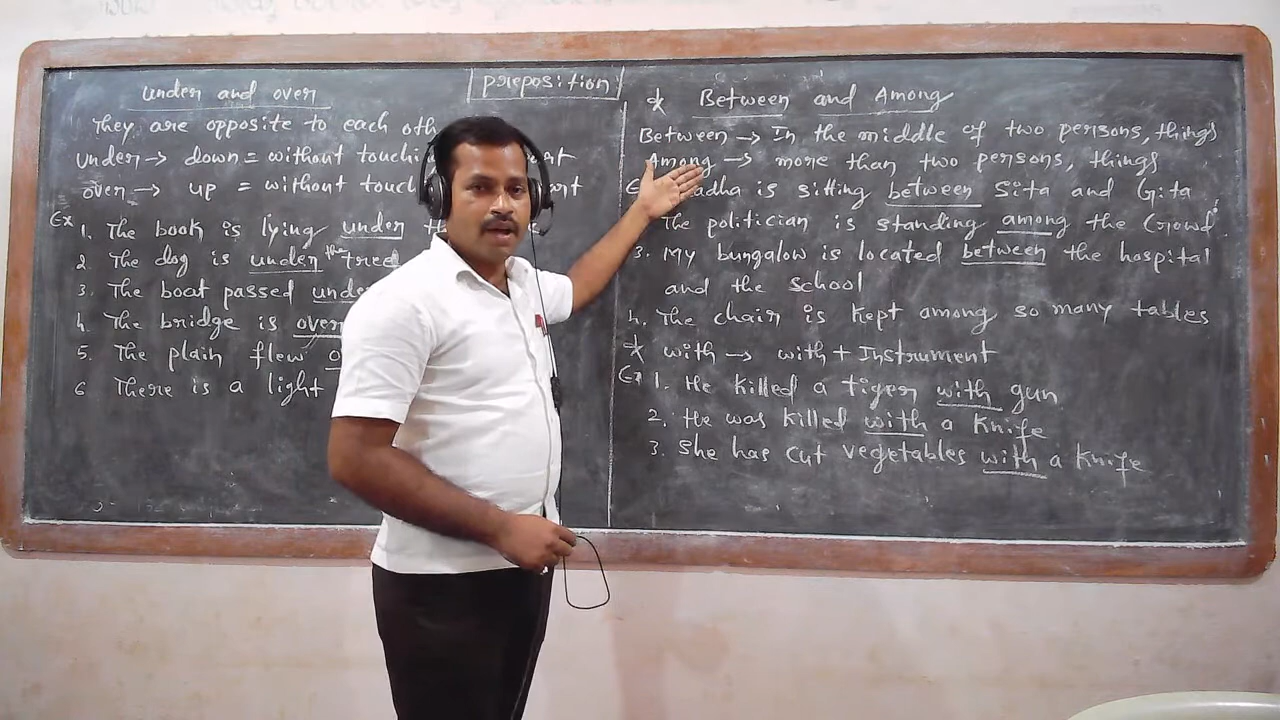 preposition
under and over
They are opposite to each oth
under → down = without touchi
over → up = without touch
Ex 1. The book is lying under th
2. The dog is under the tree
3. The boat passed unde
4. The bridge is over
5. The plain flew o
6 There is a light
* Between and Among
Between → In the middle of two persons, things
Among → more than two persons, things
adha is sitting between Sita and Gita
The politician is standing among the Crowd.
3. My bungalow is located between the hospital
and the school
4. The chair is kept among so many tables
* with → with + Instrument
Ex 1. He killed a tiger with gun
2. He was killed with a Knife
3. She has cut vegetables with a Knife